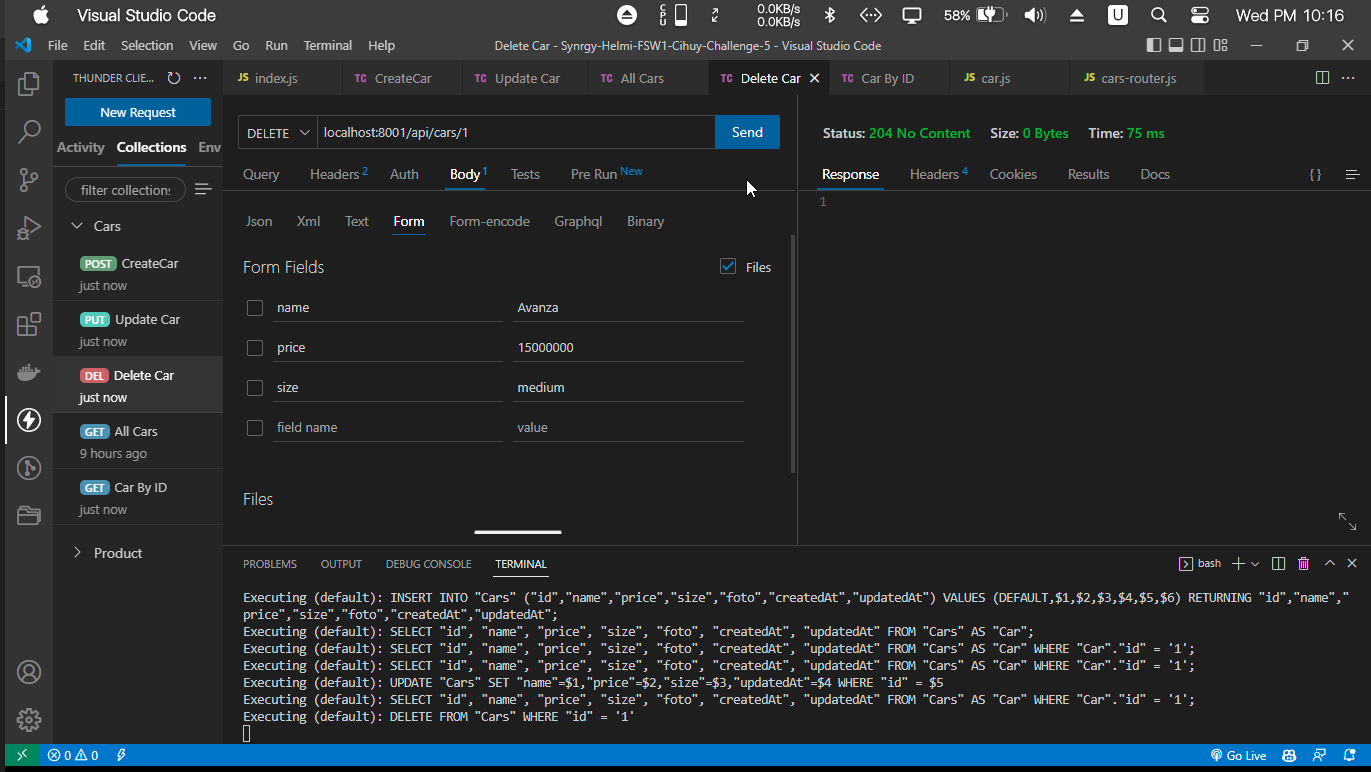 Visual Studio Code
CPU
0.0KB/s
0.0KB/s
58%
U
Wed PM 10:16
File Edit Selection View Go Run Terminal Help
Delete Car - Synrgy-Helmi-FSW1-Cihuy-Challenge-5 - Visual Studio Code
THUNDER CLIE...
JS index.js
TC CreateCar
TC Update Car
TC All Cars
TC Delete Car
TC Car By ID
JS car.js
JS cars-router.js
New Request
Activity Collections Env
filter collections
Cars
POST CreateCar
just now
PUT Update Car
just now
DEL Delete Car
just now
GET All Cars
9 hours ago
GET Car By ID
just now
Product
DELETE localhost:8001/api/cars/1 Send
Query Headers 2 Auth Body 1 Tests Pre Run New
Json Xml Text Form Form-encode Graphql Binary
Form Fields Files
name Avanza
price 15000000
size medium
field name value
Files
Status: 204 No Content Size: 0 Bytes Time: 75 ms
Response Headers 4 Cookies Results Docs {}
1
PROBLEMS OUTPUT DEBUG CONSOLE TERMINAL
bash
Executing (default): INSERT INTO "Cars" ("id","name","price","size","foto","createdAt","updatedAt") VALUES (DEFAULT,$1,$2,$3,$4,$5,$6) RETURNING "id","name","
price","size","foto","createdAt","updatedAt";
Executing (default): SELECT "id", "name", "price", "size", "foto", "createdAt", "updatedAt" FROM "Cars" AS "Car";
Executing (default): SELECT "id", "name", "price", "size", "foto", "createdAt", "updatedAt" FROM "Cars" AS "Car" WHERE "Car"."id" = '1';
Executing (default): SELECT "id", "name", "price", "size", "foto", "createdAt", "updatedAt" FROM "Cars" AS "Car" WHERE "Car"."id" = '1';
Executing (default): UPDATE "Cars" SET "name"=$1,"price"=$2,"size"=$3,"updatedAt"=$4 WHERE "id" = $5
Executing (default): SELECT "id", "name", "price", "size", "foto", "createdAt", "updatedAt" FROM "Cars" AS "Car" WHERE "Car"."id" = '1';
Executing (default): DELETE FROM "Cars" WHERE "id" = '1'
0 0
Go Live